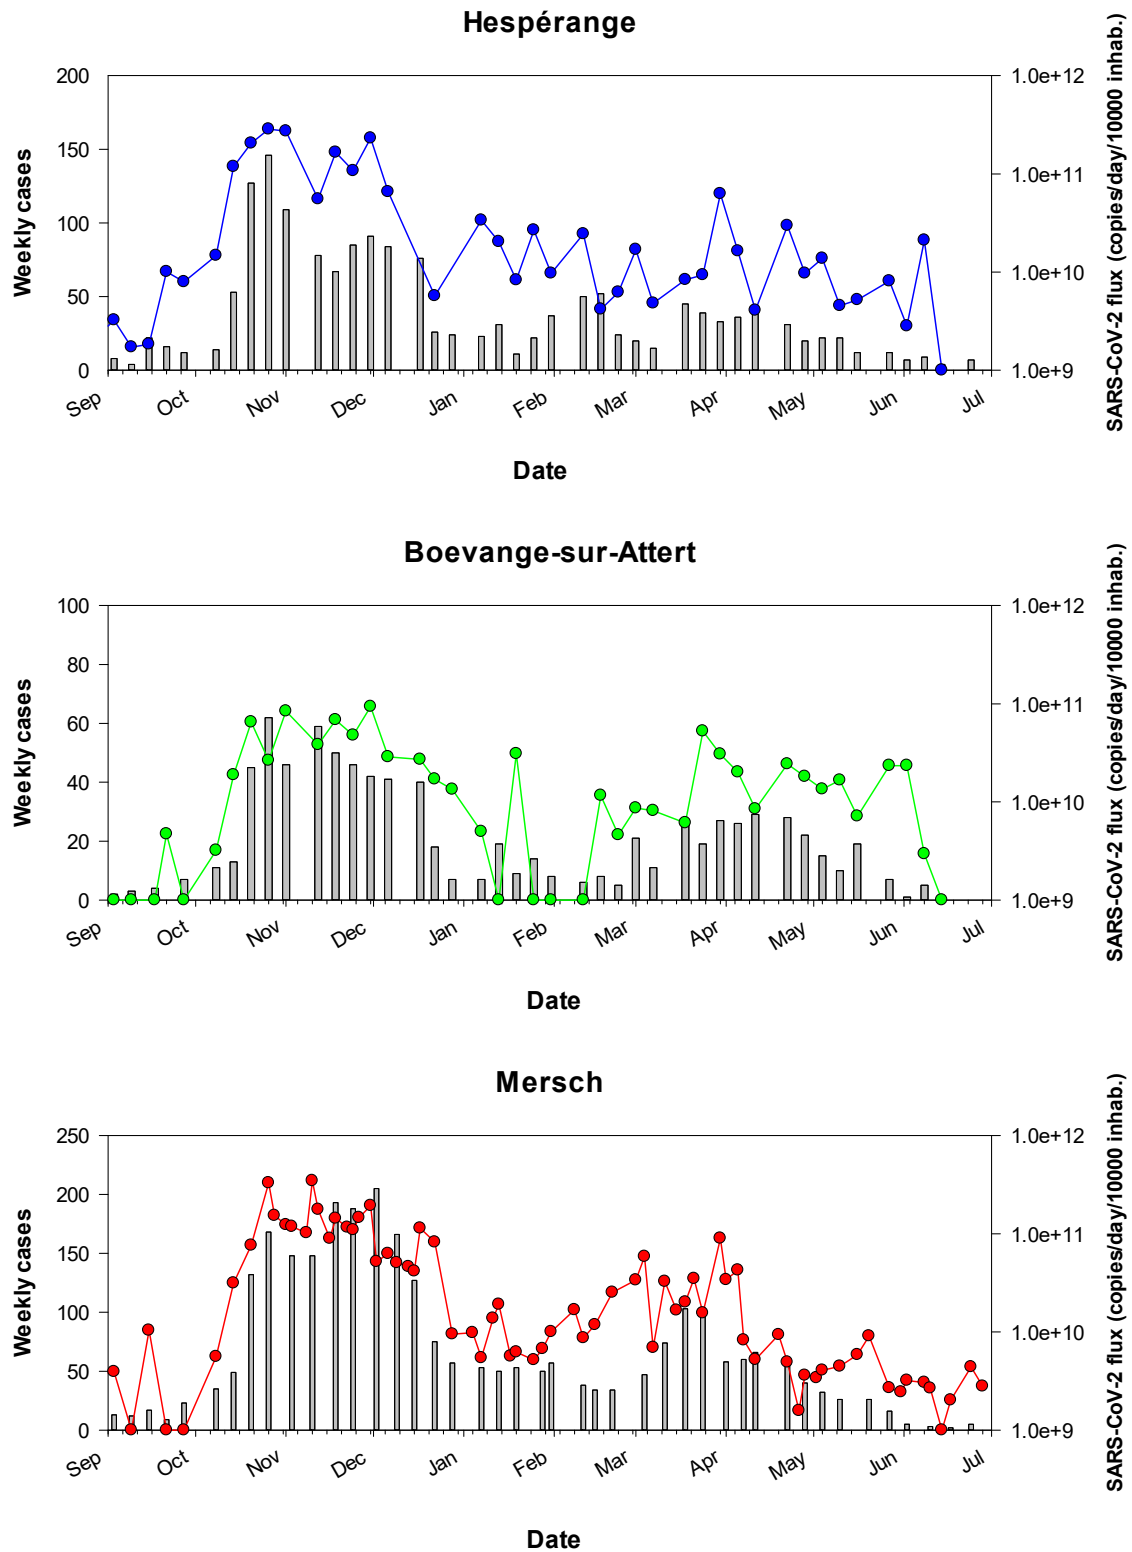 Hespérange
200
150
100
50
0
Weekly cases
1.0e+12
1.0e+11
1.0e+10
1.0e+9
SARS-CoV-2 flux (copies/day/10000 inhab.)
Sep Oct Nov Dec Jan Feb Mar Apr May Jun Jul
Date
Boevange-sur-Attert
100
80
60
40
20
0
Weekly cases
1.0e+12
1.0e+11
1.0e+10
1.0e+9
SARS-CoV-2 flux (copies/day/10000 inhab.)
Sep Oct Nov Dec Jan Feb Mar Apr May Jun Jul
Date
Mersch
250
200
150
100
50
0
Weekly cases
1.0e+12
1.0e+11
1.0e+10
1.0e+9
SARS-CoV-2 flux (copies/day/10000 inhab.)
Sep Oct Nov Dec Jan Feb Mar Apr May Jun Jul
Date